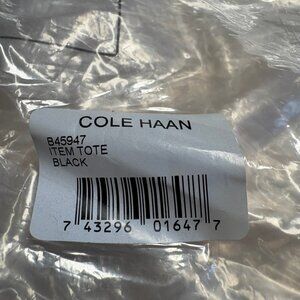 COLE HAAN
B45947
ITEM TOTE
BLACK
7 43296 01647 7